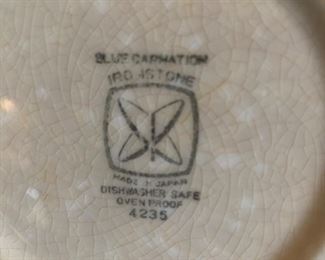 BLUE CARNATION
IRONSTONE
MADE IN JAPAN
DISHWASHER SAFE
OVEN PROOF
4235